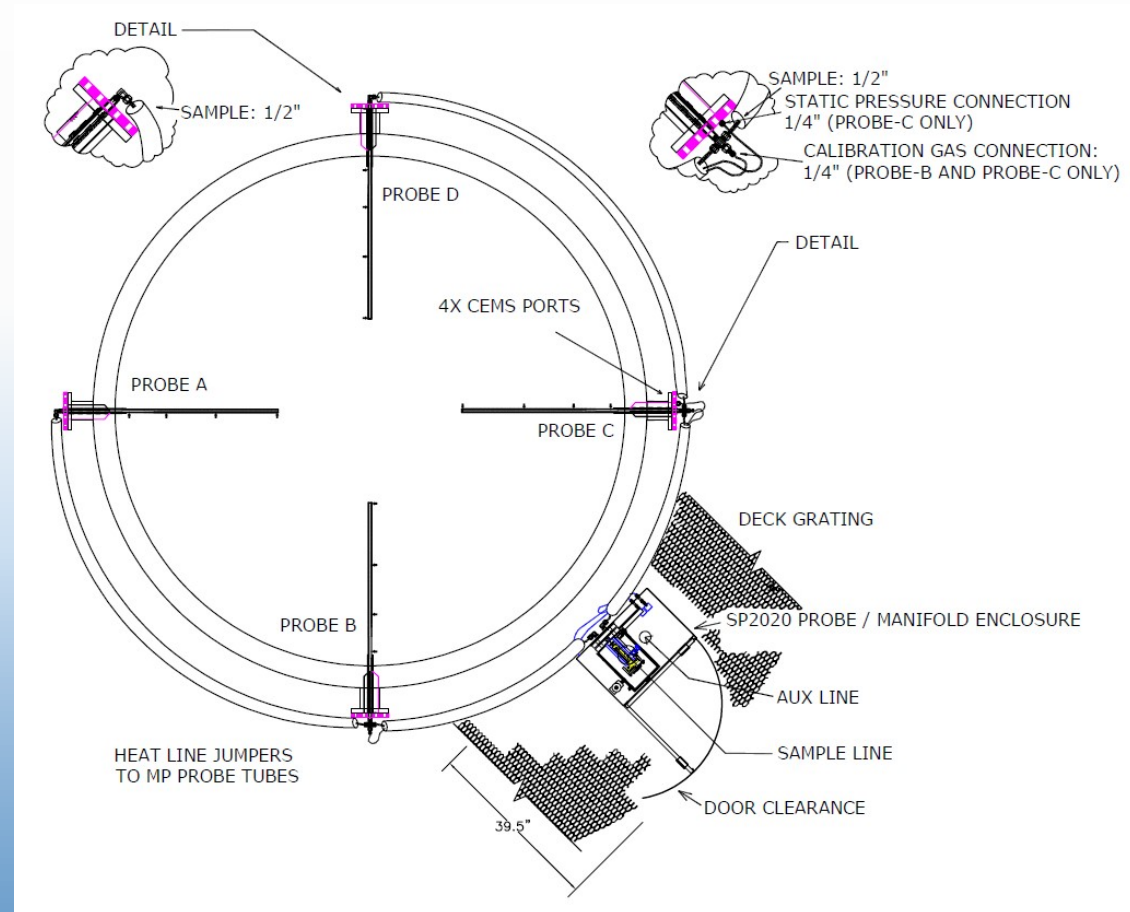 DETAIL
SAMPLE: 1/2"
SAMPLE: 1/2"
STATIC PRESSURE CONNECTION
1/4" (PROBE-C ONLY)
CALIBRATION GAS CONNECTION:
1/4" (PROBE-B AND PROBE-C ONLY)
PROBE D
DETAIL
4X CEMS PORTS
PROBE A
PROBE C
DECK GRATING
PROBE B
SP2020 PROBE / MANIFOLD ENCLOSURE
AUX LINE
SAMPLE LINE
HEAT LINE JUMPERS
TO MP PROBE TUBES
DOOR CLEARANCE
39.5"